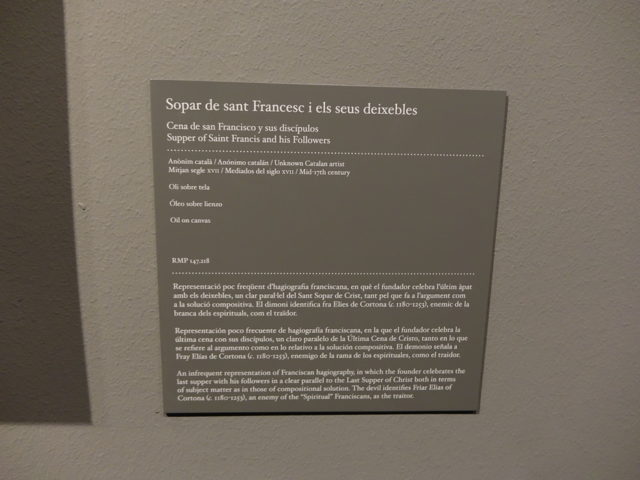 Sopar de sant Francesc i els seus deixebles
Cena de san Francisco y sus discípulos
Supper of Saint Francis and his Followers
Anònim català / Anónimo catalán / Unknown Catalan artist
Mitjan segle XVII / Mediados del siglo XVII / Mid-17th century
Oli sobre tela
Óleo sobre lienzo
Oil on canvas
RMP 147.218
Representació poc freqüent d'hagiografia franciscana, en què el fundador celebra l'últim àpat
amb els deixebles, un clar paral·lel del Sant Sopar de Crist, tant pel que fa a l'argument com
a la solució compositiva. El dimoni identifica fra Elies de Cortona (c. 1180-1253), enemic de la
branca dels espirituals, com el traïdor.
Representación poco frecuente de hagiografía franciscana, en la que el fundador celebra la
última cena con sus discípulos, un claro paralelo de la Última Cena de Cristo, tanto en lo que
se refiere al argumento como en lo relativo a la solución compositiva. El demonio señala a
Fray Elías de Cortona (c. 1180-1253), enemigo de la rama de los espirituales, como el traidor.
An infrequent representation of Franciscan hagiography, in which the founder celebrates the
last supper with his followers in a clear parallel to the Last Supper of Christ both in terms
of subject matter as in those of compositional solution. The devil identifies Friar Elias of
Cortona (c. 1180-1253), an enemy of the "Spiritual" Franciscans, as the traitor.